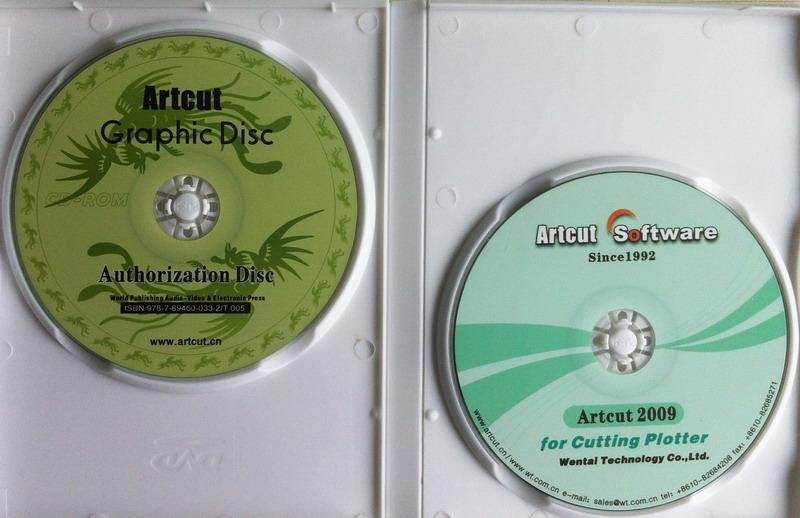 Artcut
Graphic Disc
CD-ROM
Authorization Disc
World Publishing Audio-Video & Electronic Press
ISBN 978-7-89460-033-2/T.005
www.artcut.cn
DVD
Artcut Software
Since1992
Artcut 2009
for Cutting Plotter
Wental Technology Co.,Ltd.
www.artcut.cn/www.wt.com.cn e-mail: sales@wt.com.cn tel: +8610-82684208 fax: +8610-82685271